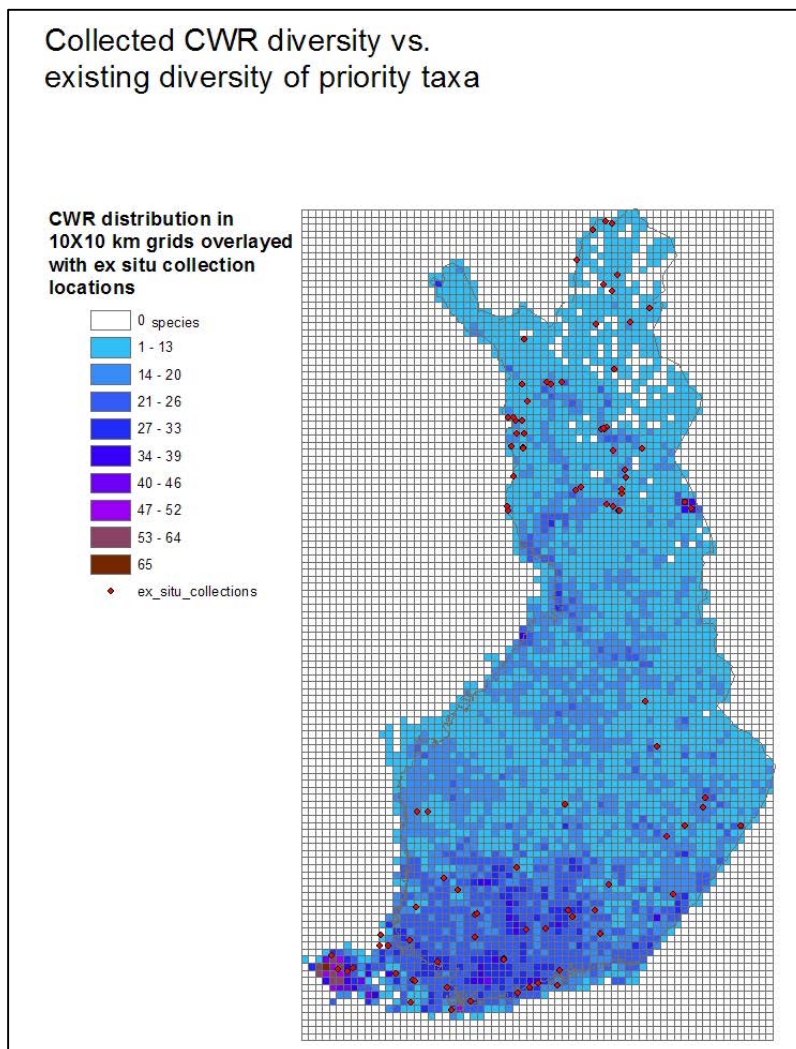 Collected CWR diversity vs.
existing diversity of priority taxa
CWR distribution in
10X10 km grids overlayed
with ex situ collection
locations
0 species
1 - 13
14 - 20
21 - 26
27 - 33
34 - 39
40 - 46
47 - 52
53 - 64
65
ex_situ_collections